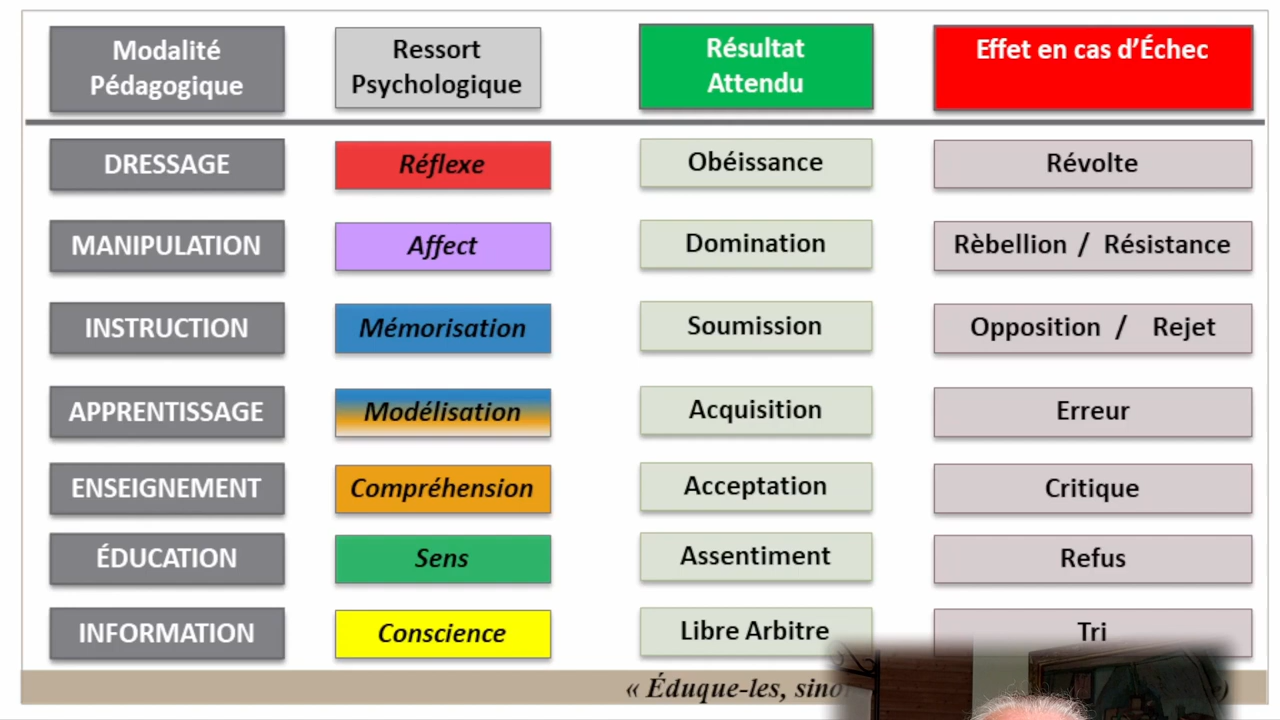 Modalité
Pédagogique
Ressort
Psychologique
Résultat
Attendu
Effet en cas d’Échec
DRESSAGE
Réflexe
Obéissance
Révolte
MANIPULATION
Affect
Domination
Rèbellion / Résistance
INSTRUCTION
Mémorisation
Soumission
Opposition / Rejet
APPRENTISSAGE
Modélisation
Acquisition
Erreur
ENSEIGNEMENT
Compréhension
Acceptation
Critique
ÉDUCATION
Sens
Assentiment
Refus
INFORMATION
Conscience
Libre Arbitre
Tri
« Éduque-les,